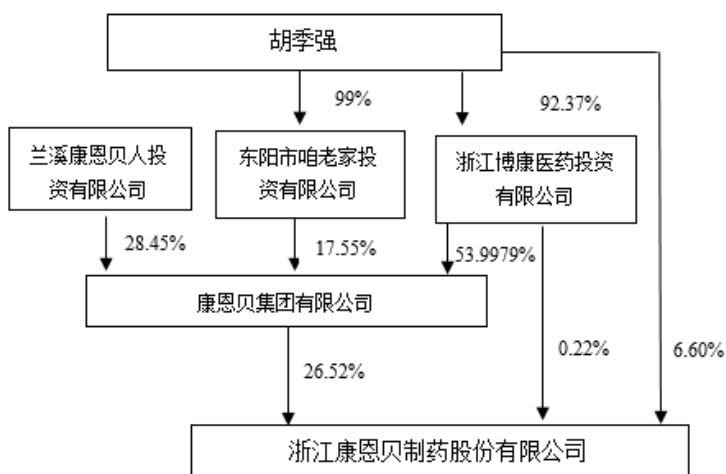 胡季强
99%
92.37%
兰溪康恩贝人投
资有限公司
东阳市咱老家投
资有限公司
浙江博康医药投资
有限公司
28.45%
17.55%
53.9979%
康恩贝集团有限公司
26.52%
0.22%
6.60%
浙江康恩贝制药股份有限公司